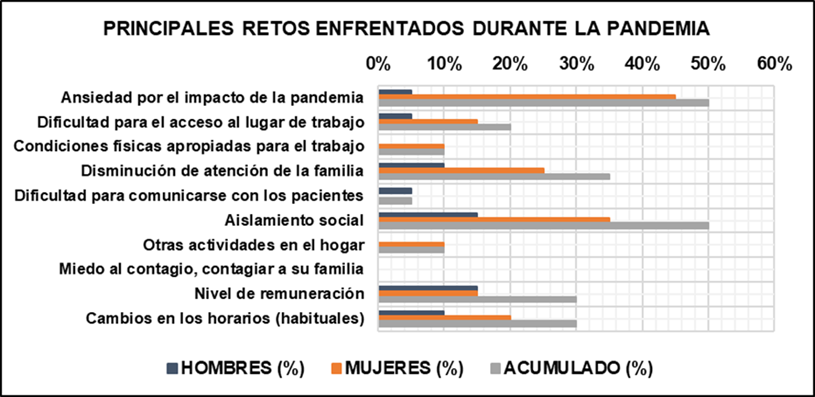 PRINCIPALES RETOS ENFRENTADOS DURANTE LA PANDEMIA
0% 10% 20% 30% 40% 50% 60%
Ansiedad por el impacto de la pandemia
Dificultad para el acceso al lugar de trabajo
Condiciones físicas apropiadas para el trabajo
Disminución de atención de la familia
Dificultad para comunicarse con los pacientes
Aislamiento social
Otras actividades en el hogar
Miedo al contagio, contagiar a su familia
Nivel de remuneración
Cambios en los horarios (habituales)
HOMBRES (%) MUJERES (%) ACUMULADO (%)